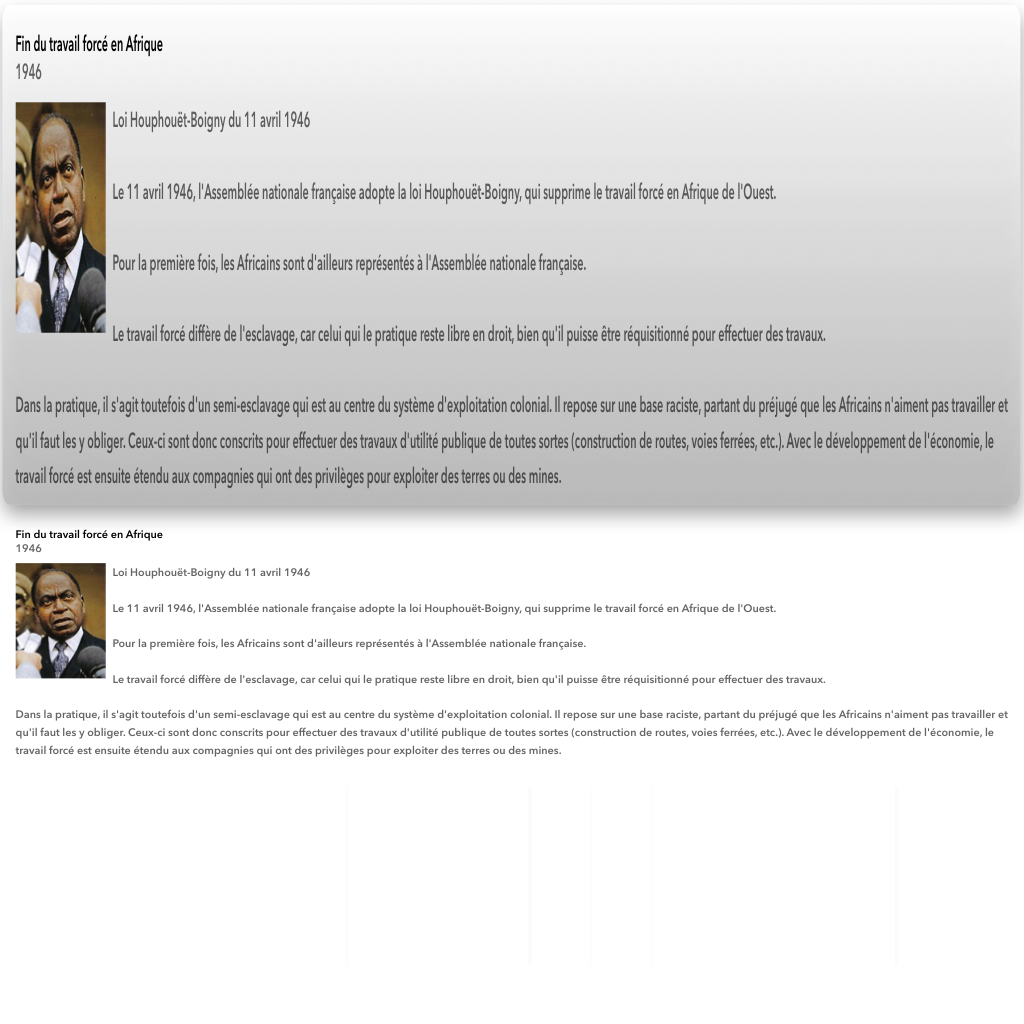 Fin du travail forcé en Afrique
1946
Loi Houphouët-Boigny du 11 avril 1946
Le 11 avril 1946, l'Assemblée nationale française adopte la loi Houphouët-Boigny, qui supprime le travail forcé en Afrique de l'Ouest.
Pour la première fois, les Africains sont d'ailleurs représentés à l'Assemblée nationale française.
Le travail forcé diffère de l'esclavage, car celui qui le pratique reste libre en droit, bien qu'il puisse être réquisitionné pour effectuer des travaux.
Dans la pratique, il s'agit toutefois d'un semi-esclavage qui est au centre du système d'exploitation colonial. Il repose sur une base raciste, partant du préjugé que les Africains n'aiment pas travailler et
qu'il faut les y obliger. Ceux-ci sont donc conscrits pour effectuer des travaux d'utilité publique de toutes sortes (construction de routes, voies ferrées, etc.). Avec le développement de l'économie, le
travail forcé est ensuite étendu aux compagnies qui ont des privilèges pour exploiter des terres ou des mines.
Fin du travail forcé en Afrique
1946
Loi Houphouët-Boigny du 11 avril 1946
Le 11 avril 1946, l'Assemblée nationale française adopte la loi Houphouët-Boigny, qui supprime le travail forcé en Afrique de l'Ouest.
Pour la première fois, les Africains sont d'ailleurs représentés à l'Assemblée nationale française.
Le travail forcé diffère de l'esclavage, car celui qui le pratique reste libre en droit, bien qu'il puisse être réquisitionné pour effectuer des travaux.
Dans la pratique, il s'agit toutefois d'un semi-esclavage qui est au centre du système d'exploitation colonial. Il repose sur une base raciste, partant du préjugé que les Africains n'aiment pas travailler et
qu'il faut les y obliger. Ceux-ci sont donc conscrits pour effectuer des travaux d'utilité publique de toutes sortes (construction de routes, voies ferrées, etc.). Avec le développement de l'économie, le
travail forcé est ensuite étendu aux compagnies qui ont des privilèges pour exploiter des terres ou des mines.